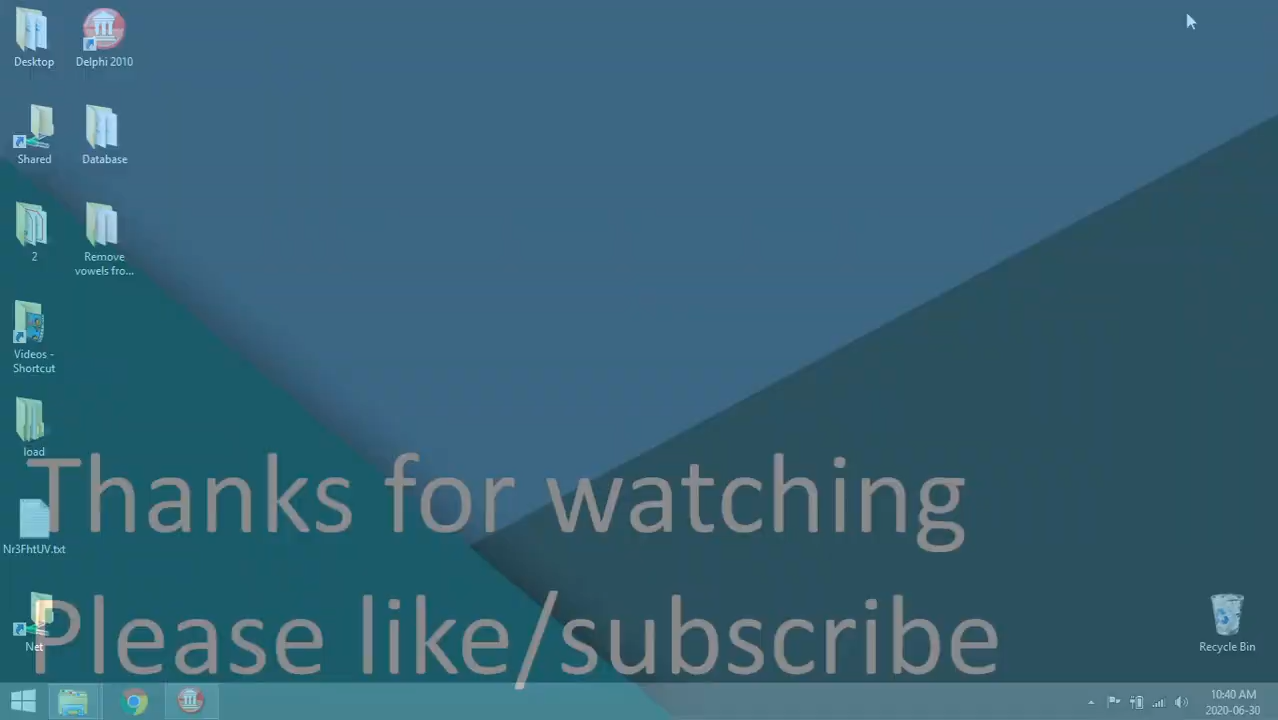 Desktop
Delphi 2010
Shared
Database
2
Remove
vowels fro...
Videos -
Shortcut
load
Thanks for watching
Nr3FhtUV.txt
Please like/subscribe
Net
Recycle Bin
10:40 AM
2020-06-30